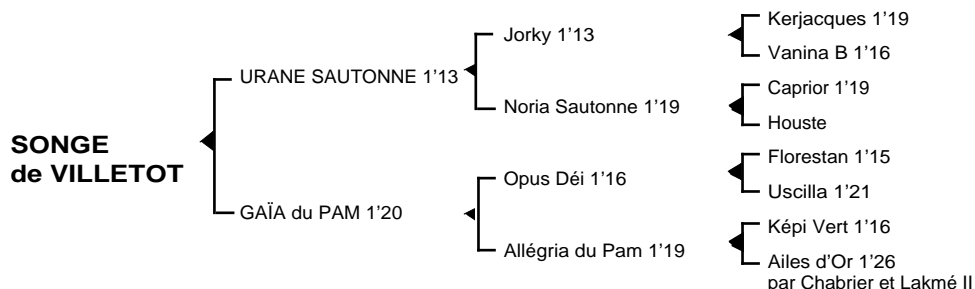 SONGE
de VILLETOT
URANE SAUTONNE 1'13
GAÏA du PAM 1'20
Jorky 1'13
Noria Sautonne 1'19
Opus Déi 1'16
Allégria du Pam 1'19
Kerjacques 1'19
Vanina B 1'16
Caprior 1'19
Houste
Florestan 1'15
Uscilla 1'21
Képi Vert 1'16
Ailes d'Or 1'26
par Chabrier et Lakmé II